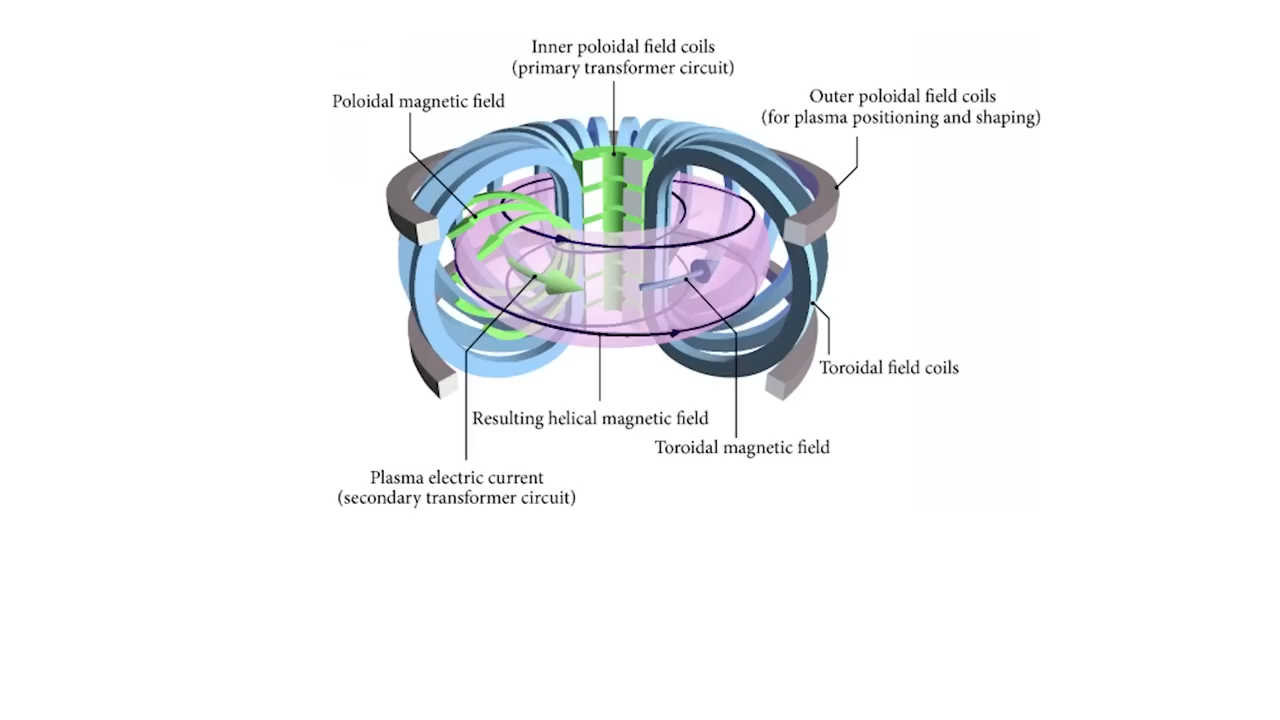 Inner poloidal field coils
(primary transformer circuit)
Poloidal magnetic field
Outer poloidal field coils
(for plasma positioning and shaping)
Toroidal field coils
Resulting helical magnetic field
Toroidal magnetic field
Plasma electric current
(secondary transformer circuit)